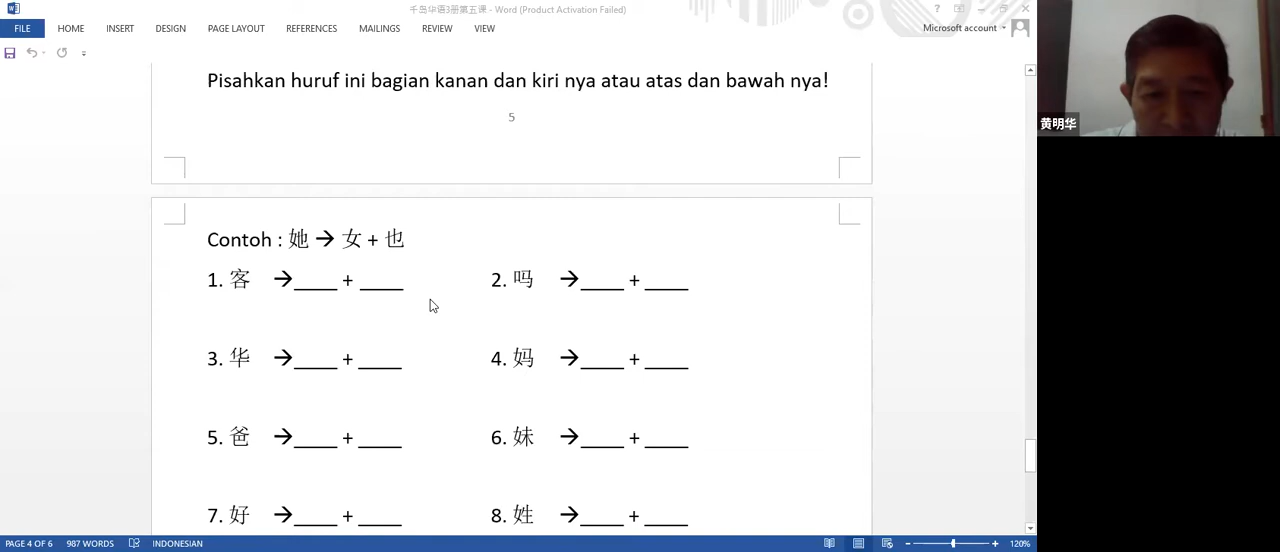 千岛华语3册第五课 - Word (Product Activation Failed)
FILE HOME INSERT DESIGN PAGE LAYOUT REFERENCES MAILINGS REVIEW VIEW Microsoft account
Pisahkan huruf ini bagian kanan dan kiri nya atau atas dan bawah nya!
5
黄明华
Contoh : 她 → 女 + 也
1. 客 →____ + ____ 2. 吗 →____ + ____
3. 华 →____ + ____ 4. 妈 →____ + ____
5. 爸 →____ + ____ 6. 妹 →____ + ____
7. 好 →____ + ____ 8. 姓 →____ + ____
PAGE 4 OF 6 987 WORDS INDONESIAN 120%